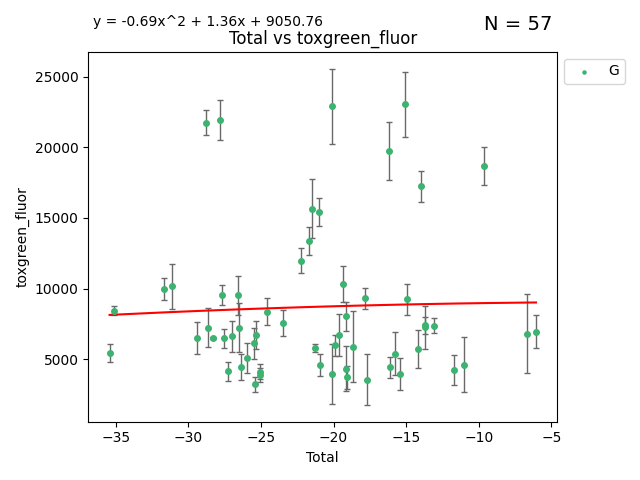 y = -0.69x^2 + 1.36x + 9050.76
N = 57
Total vs toxgreen_fluor
G
toxgreen_fluor
25000
20000
15000
10000
5000
−35 −30 −25 −20 −15 −10 −5
Total